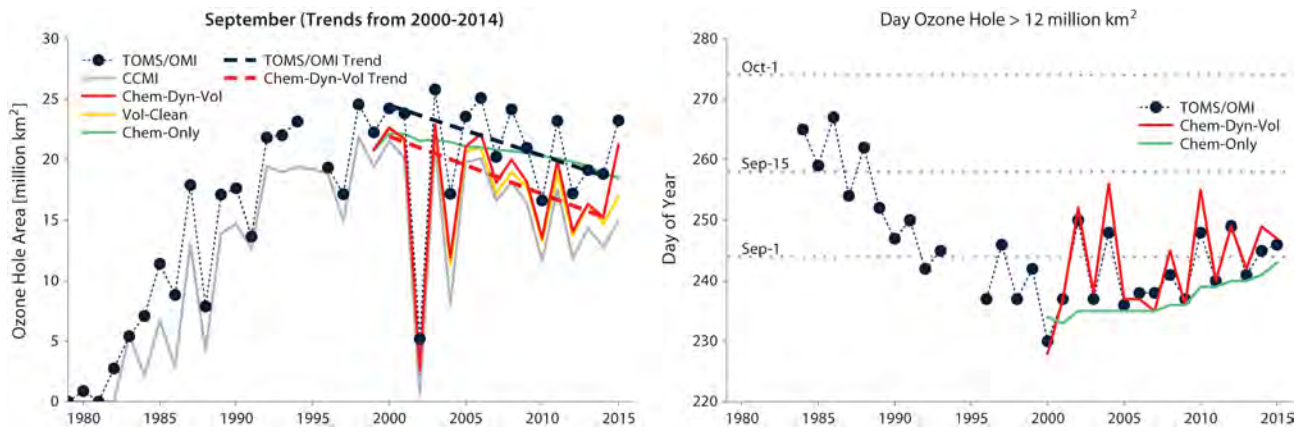 September (Trends from 2000-2014)
Ozone Hole Area [million km²]
30
25
20
15
10
5
0
TOMS/OMI
CCMI
Chem-Dyn-Vol
Vol-Clean
Chem-Only
TOMS/OMI Trend
Chem-Dyn-Vol Trend
1980 1985 1990 1995 2000 2005 2010 2015
Day Ozone Hole > 12 million km²
Day of Year
280
270
260
250
240
230
220
Oct-1
Sep-15
Sep-1
TOMS/OMI
Chem-Dyn-Vol
Chem-Only
1980 1985 1990 1995 2000 2005 2010 2015